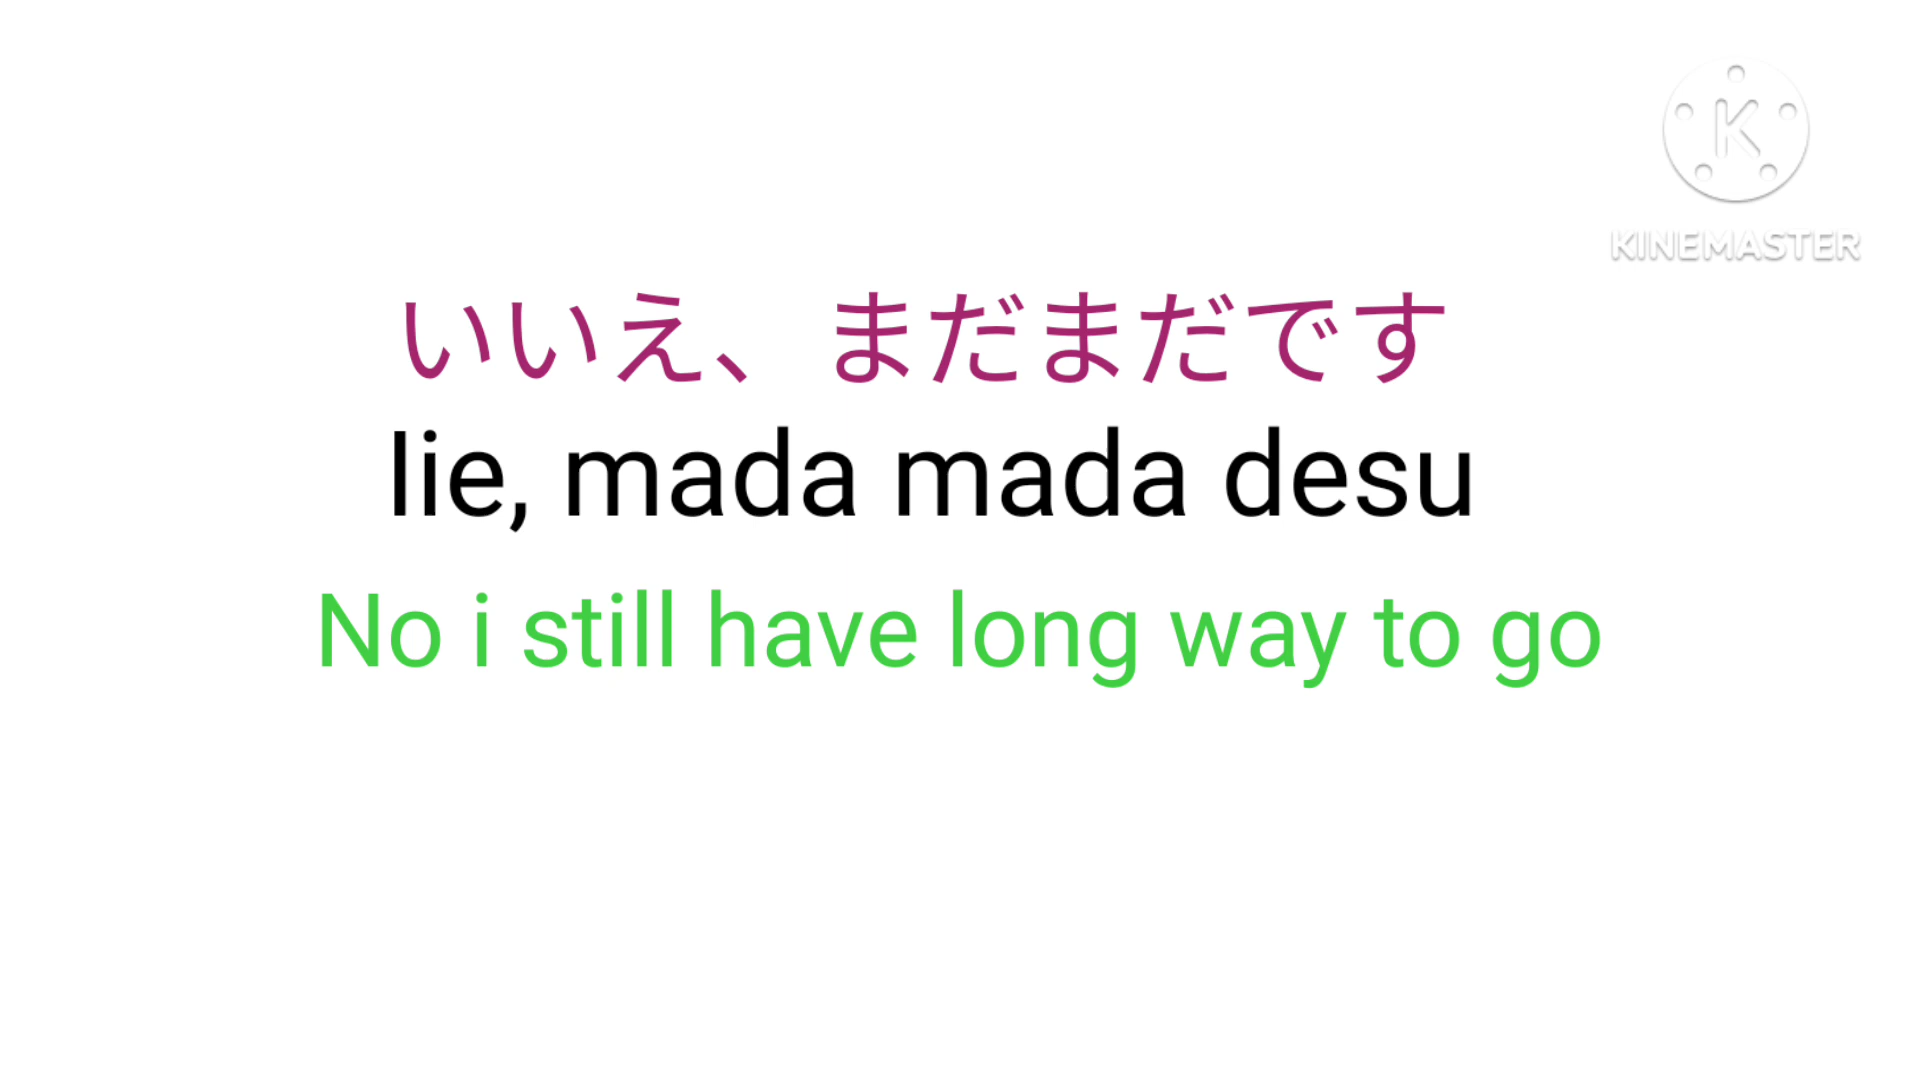 KINEMASTER
いいえ、まだまだです
Iie, mada mada desu
No i still have long way to go